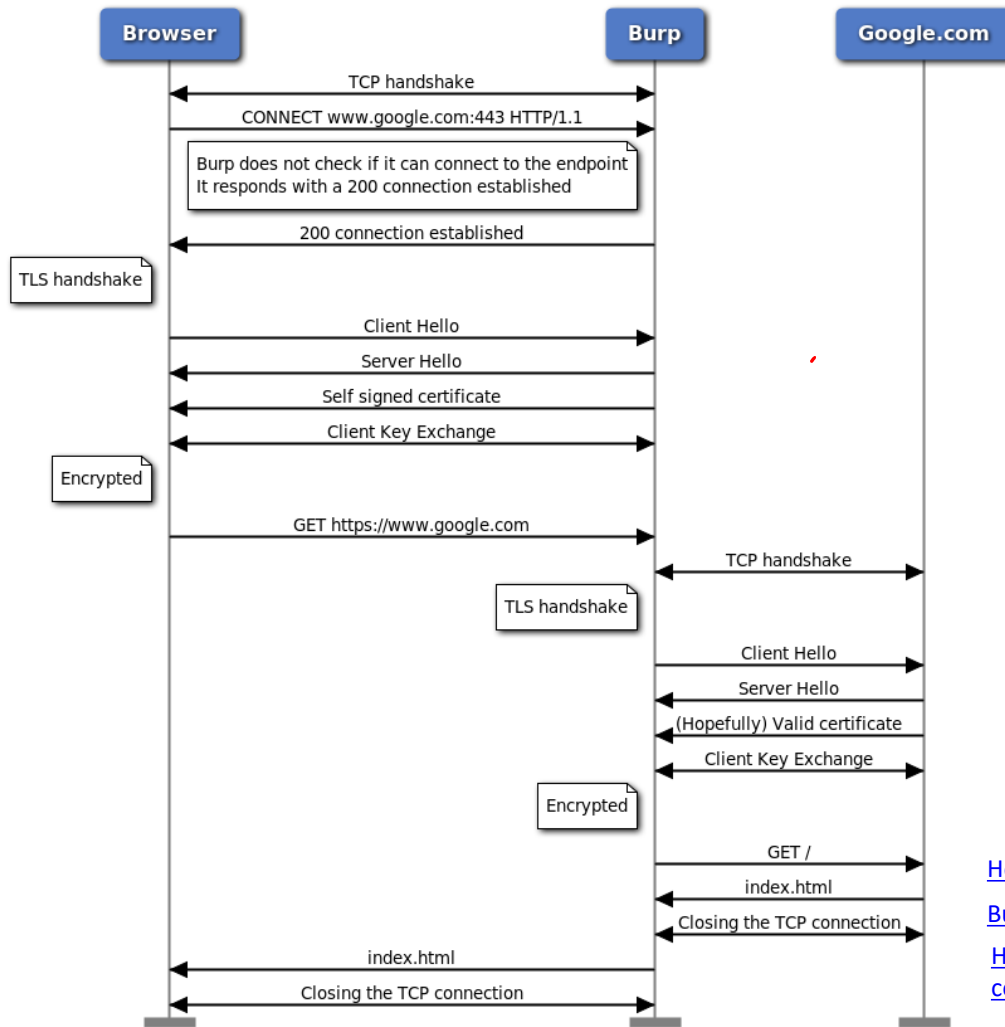 Browser
Burp
Google.com
TCP handshake
CONNECT www.google.com:443 HTTP/1.1
Burp does not check if it can connect to the endpoint
It responds with a 200 connection established
200 connection established
TLS handshake
Client Hello
Server Hello
Self signed certificate
Client Key Exchange
Encrypted
GET https://www.google.com
TCP handshake
TLS handshake
Client Hello
Server Hello
(Hopefully) Valid certificate
Client Key Exchange
Encrypted
GET /
index.html
Closing the TCP connection
index.html
Closing the TCP connection